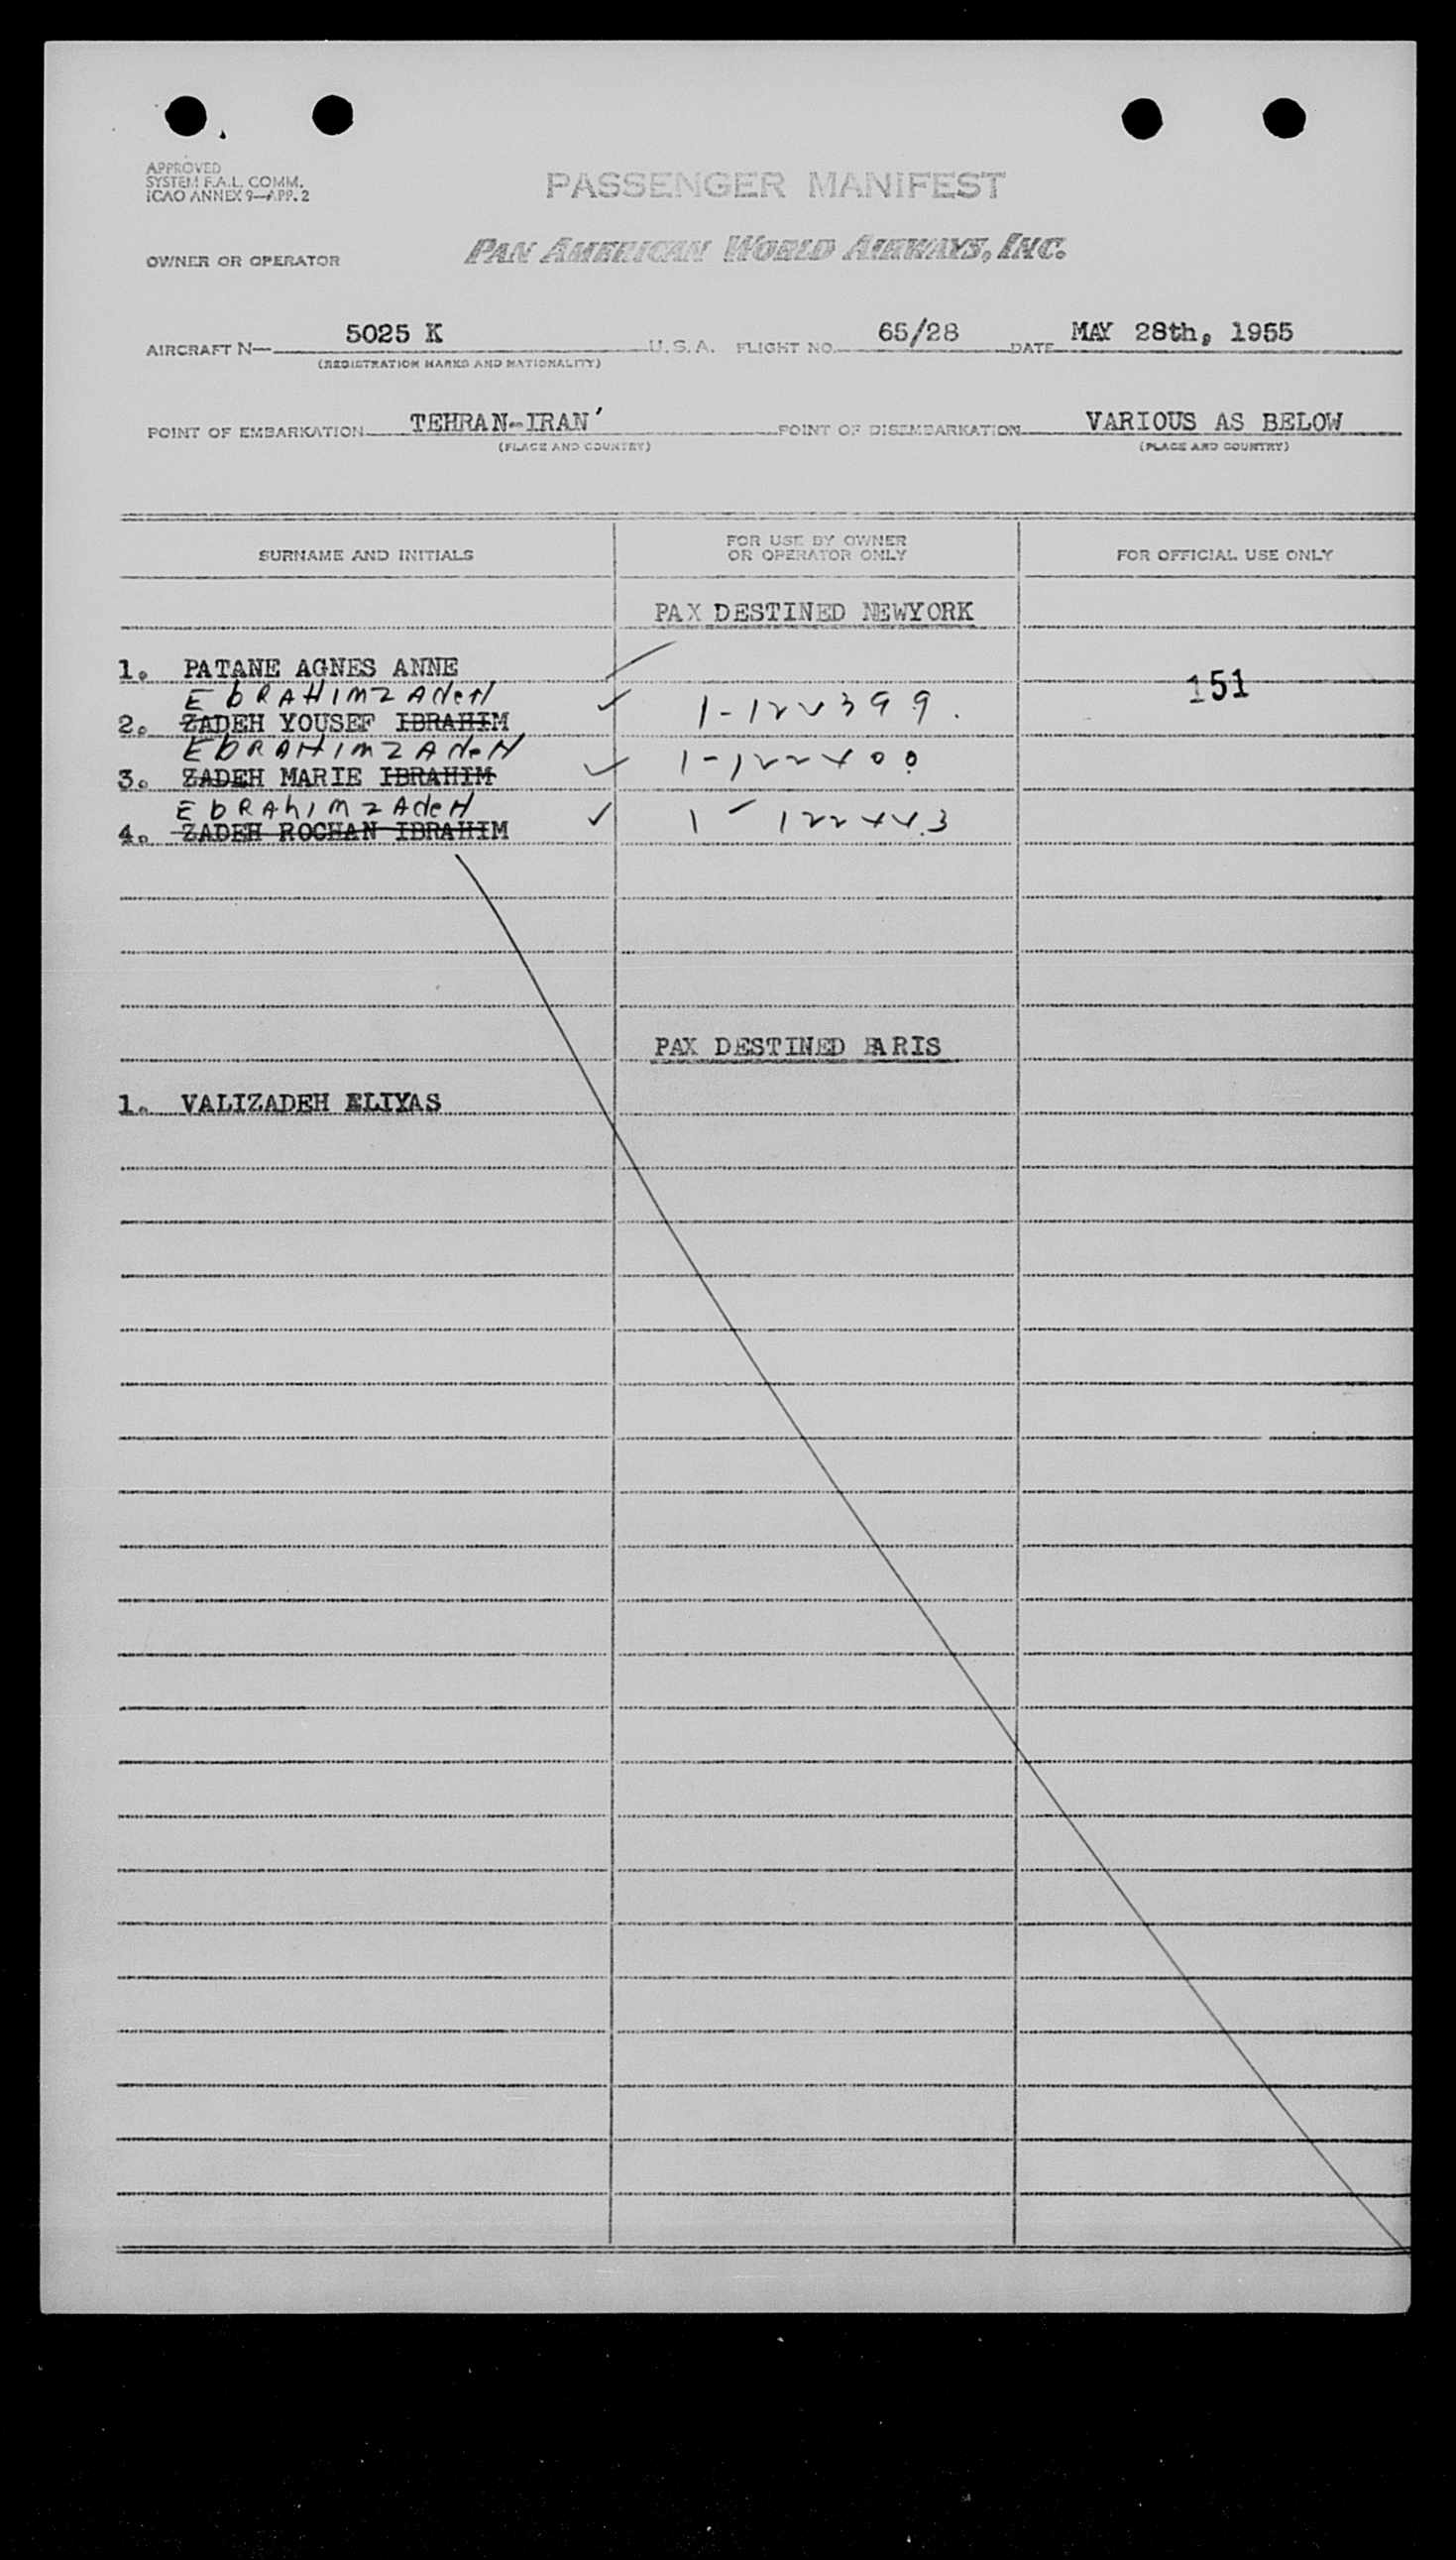 APPROVED
SYSTEM F.A.L. COMM.
ICAO ANNEX 9—APP. 2
PASSENGER MANIFEST
OWNER OR OPERATOR
PAN AMERICAN WORLD AIRWAYS, INC.
AIRCRAFT N— 5025 K U.S.A. FLIGHT NO. 65/28 DATE MAY 28th, 1955
(REGISTRATION MARKS AND NATIONALITY)
POINT OF EMBARKATION TEHRAN-IRAN' POINT OF DISEMBARKATION VARIOUS AS BELOW
(PLACE AND COUNTRY) (PLACE AND COUNTRY)
SURNAME AND INITIALS
FOR USE BY OWNER
OR OPERATOR ONLY
FOR OFFICIAL USE ONLY
PAX DESTINED NEWYORK
1. PATANE AGNES ANNE
151
EbRAHIMZAdeH
2. ZADEH YOUSEF IBRAHIM 1-122399.
EbRAHIMZAdeH
3. ZADEH MARIE IBRAHIM
EbRAhIMZAdeH
4. ZADEH ROCHAN IBRAHIM
PAX DESTINED PARIS
1. VALIZADEH ELIYAS